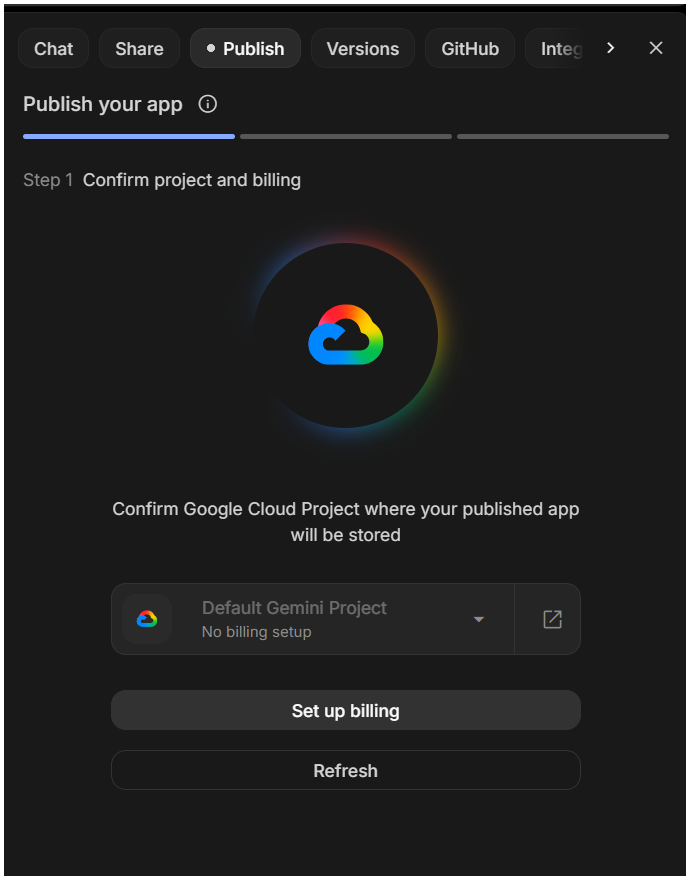 Chat Share Publish Versions GitHub Integ
Publish your app
Step 1 Confirm project and billing
Confirm Google Cloud Project where your published app
will be stored
Default Gemini Project
No billing setup
Set up billing
Refresh